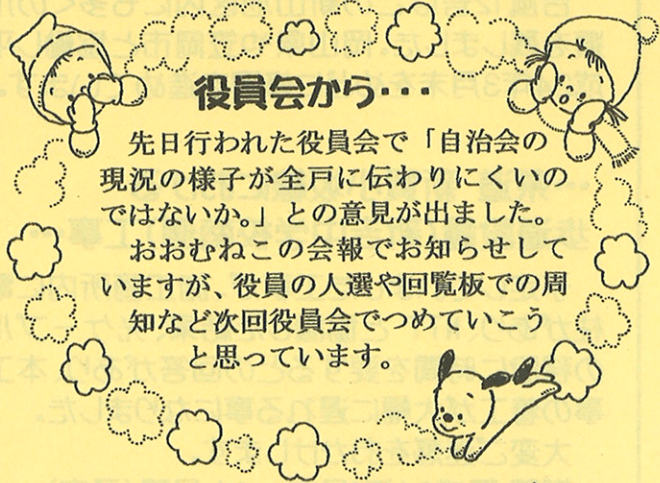 役員会から・・・
先日行われた役員会で「自治会の
現況の様子が全戸に伝わりにくいの
ではないか。」との意見が出ました。
おおむねこの会報でお知らせして
いますが、役員の人選や回覧板での周
知など次回役員会でつめていこう
と思っています。